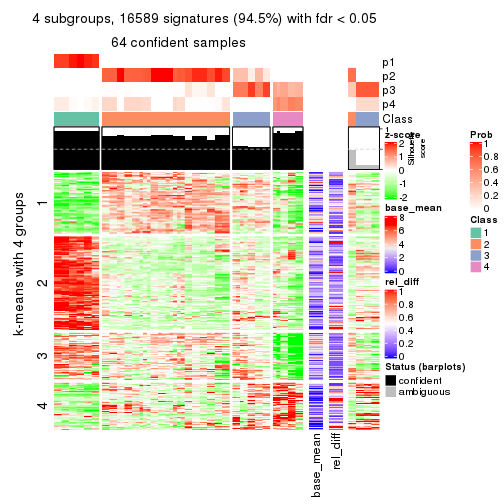 4 subgroups, 16589 signatures (94.5%) with fdr < 0.05
64 confident samples
p1
p2
p3
p4
Class
1
Silhouette
score
k-means with 4 groups
1
2
3
4
base_mean
rel_diff
z-score
2
1
0
-1
-2
base_mean
8
6
4
2
0
rel_diff
1
0.8
0.6
0.4
0.2
0
Status (barplots)
confident
ambiguous
Prob
1
0.8
0.6
0.4
0.2
0
Class
1
2
3
4